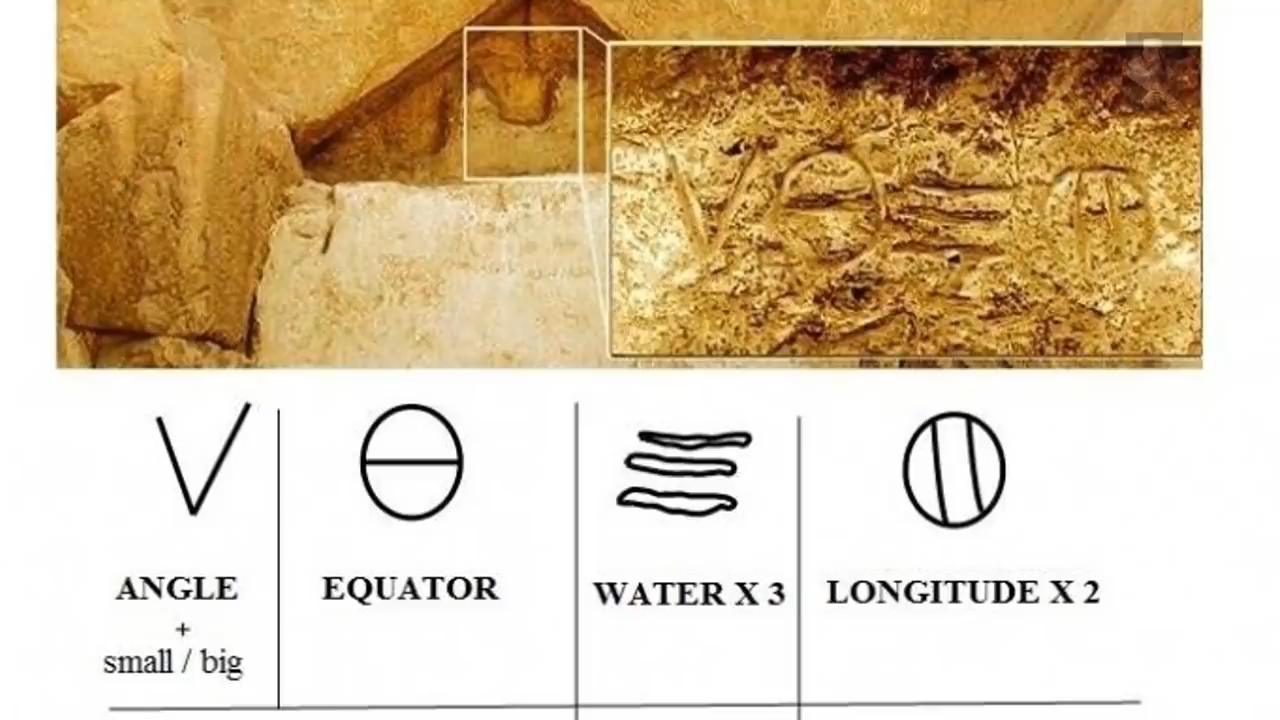 V Θ ≡ ⦶
ANGLE EQUATOR WATER X 3 LONGITUDE X 2
+
small / big